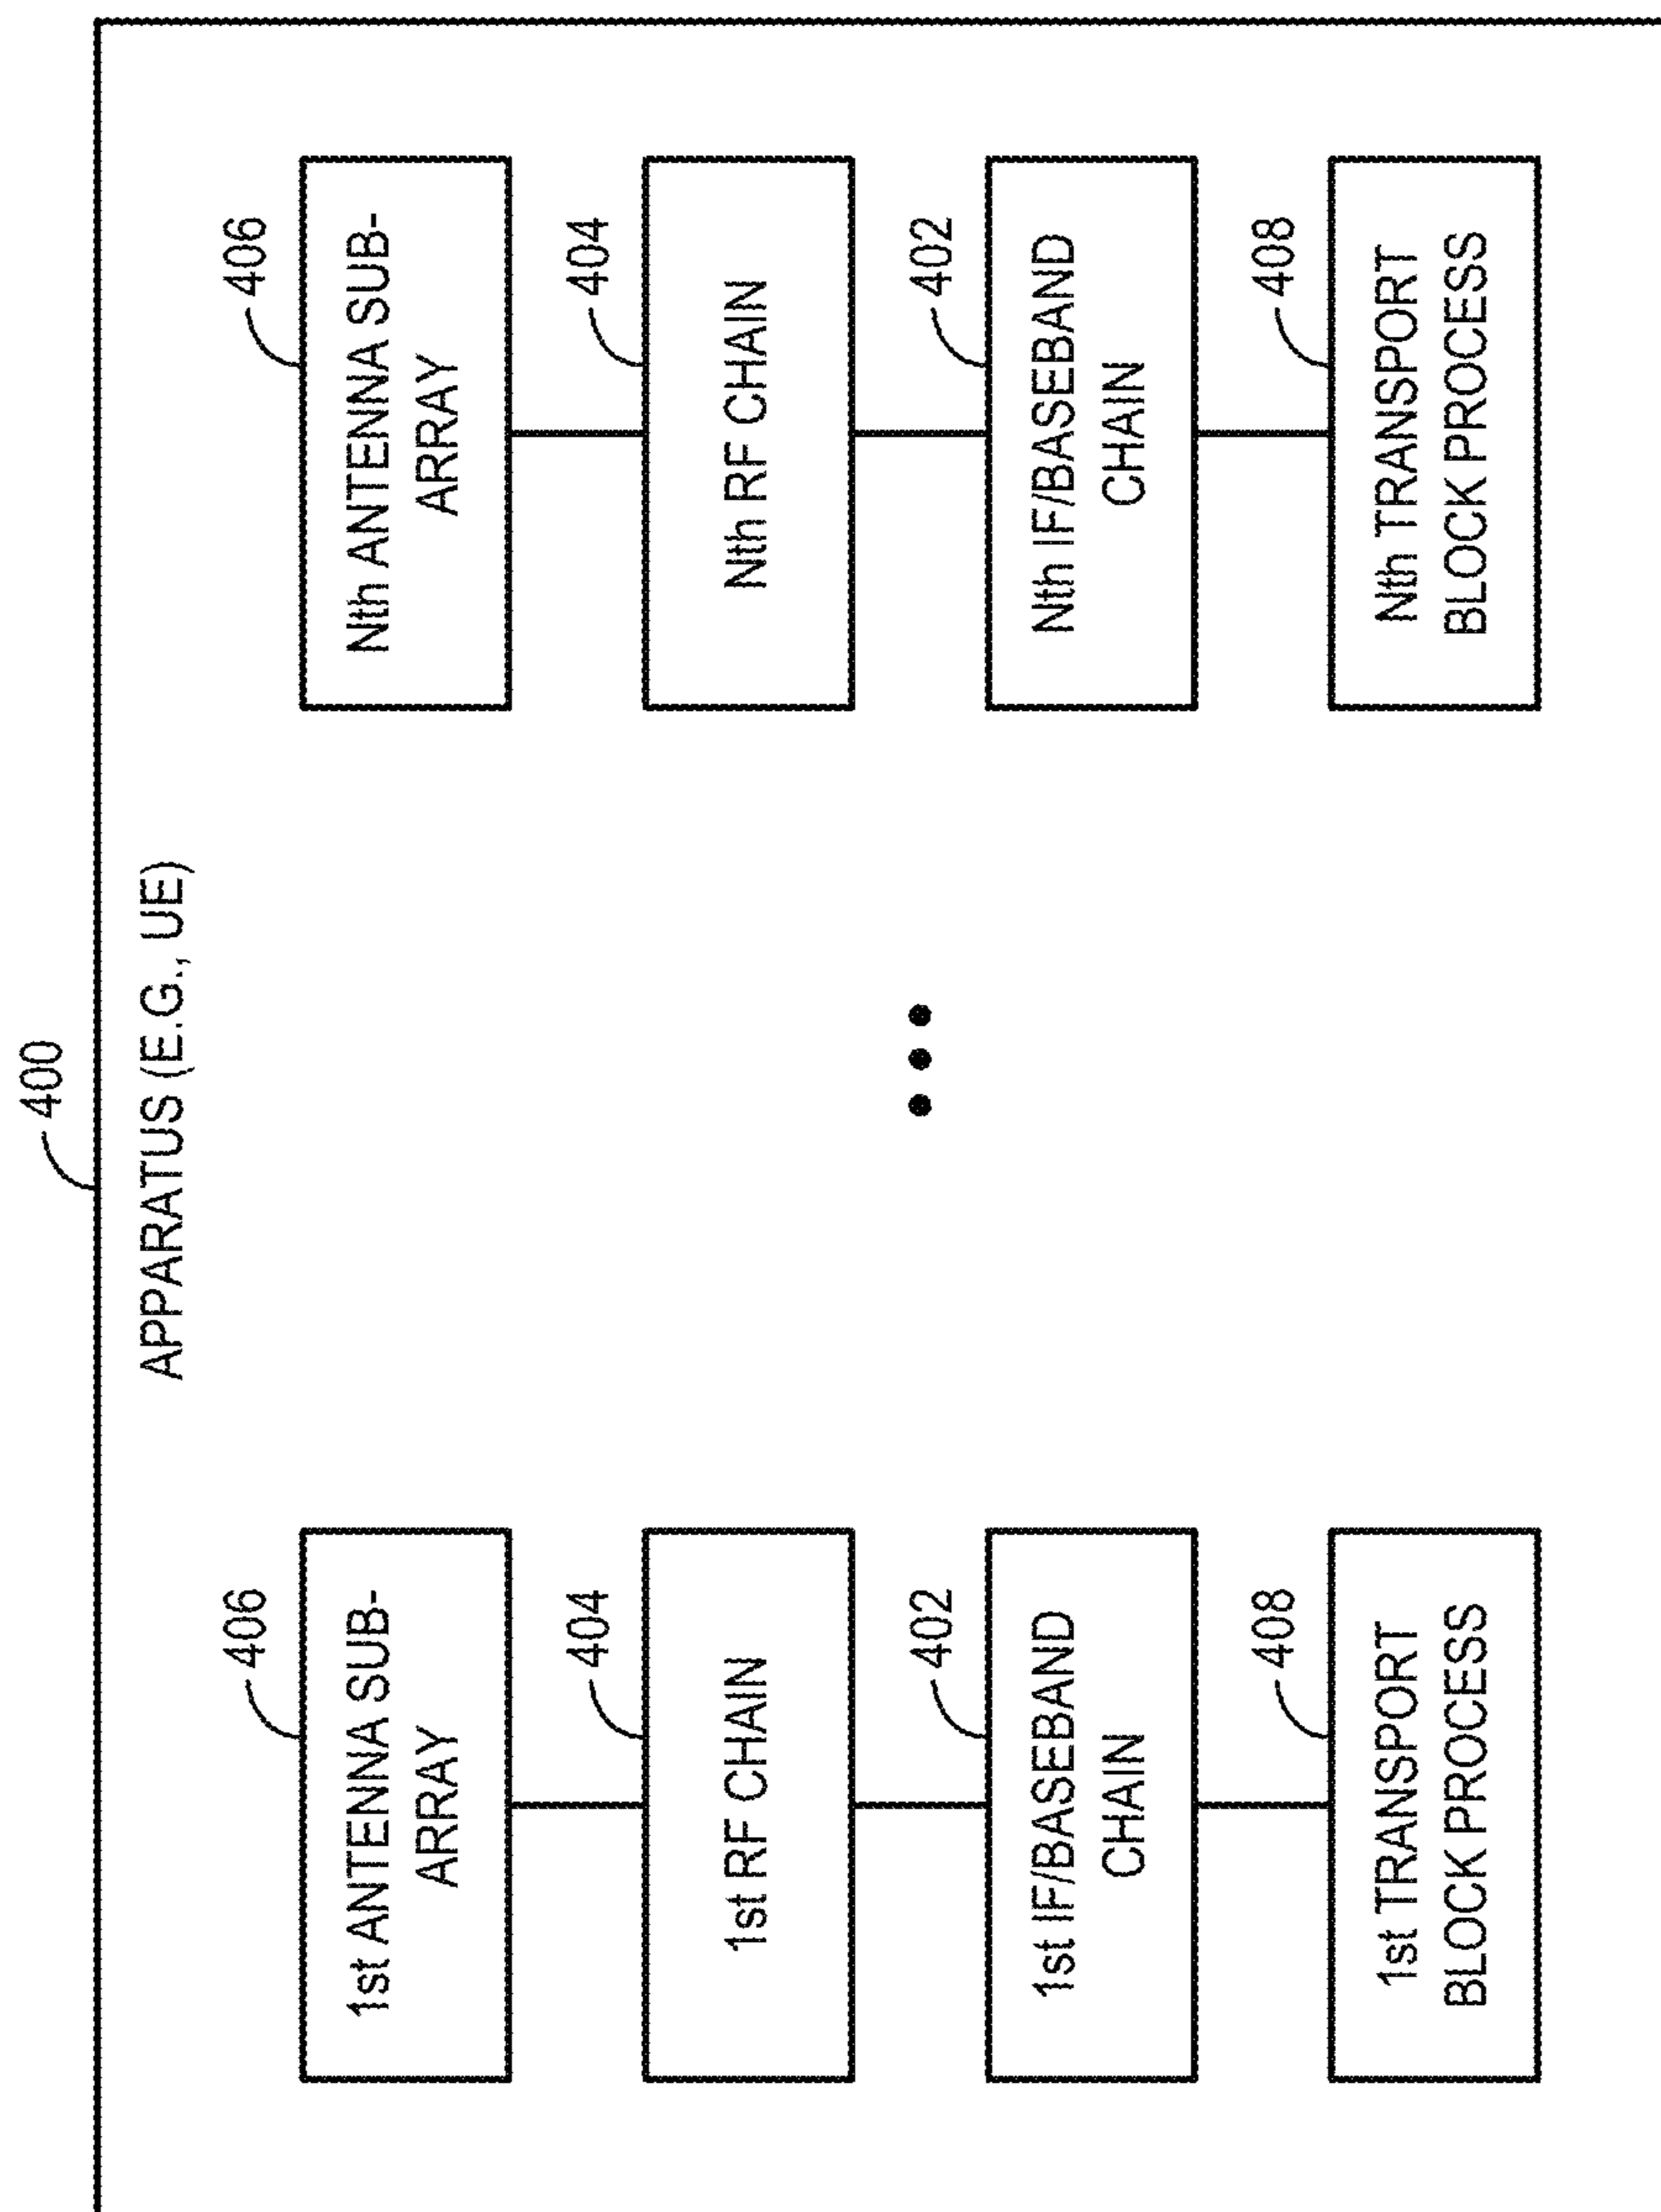 400
APPARATUS (E.G., UE)
406
1st ANTENNA SUB-
ARRAY
404
1st RF CHAIN
402
1st IF/BASEBAND
CHAIN
408
1st TRANSPORT
BLOCK PROCESS
406
Nth ANTENNA SUB-
ARRAY
404
Nth RF CHAIN
402
Nth IF/BASEBAND
CHAIN
408
Nth TRANSPORT
BLOCK PROCESS